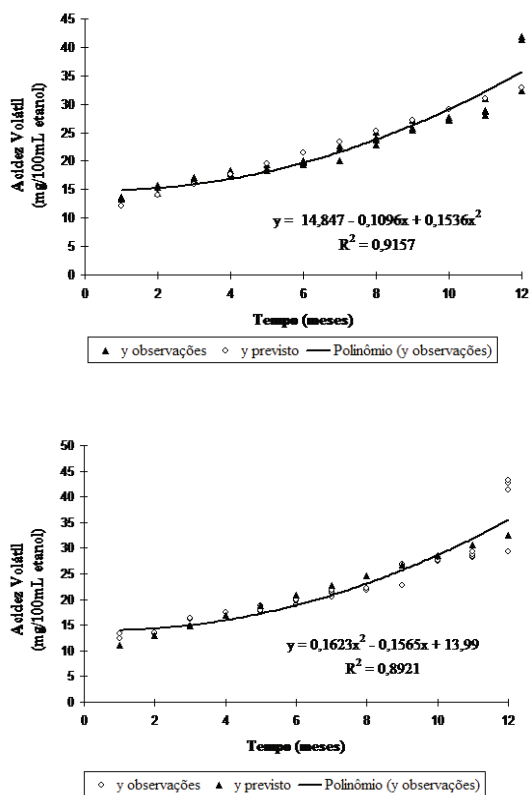 45
40
35
30
25
20
15
10
5
0
Acidez Volátil
(mg/100mL etanol)
y = 14,847 - 0,1096x + 0,1536x²
R² = 0,9157
0 2 4 6 8 10 12
Tempo (meses)
y observações y previsto Polinômio (y observações)
50
45
40
35
30
25
20
15
10
5
0
Acidez Volátil
(mg/100mL etanol)
y = 0,1623x² - 0,1565x + 13,99
R² = 0,8921
0 2 4 6 8 10 12
Tempo (meses)
y observações y previsto Polinômio (y observações)